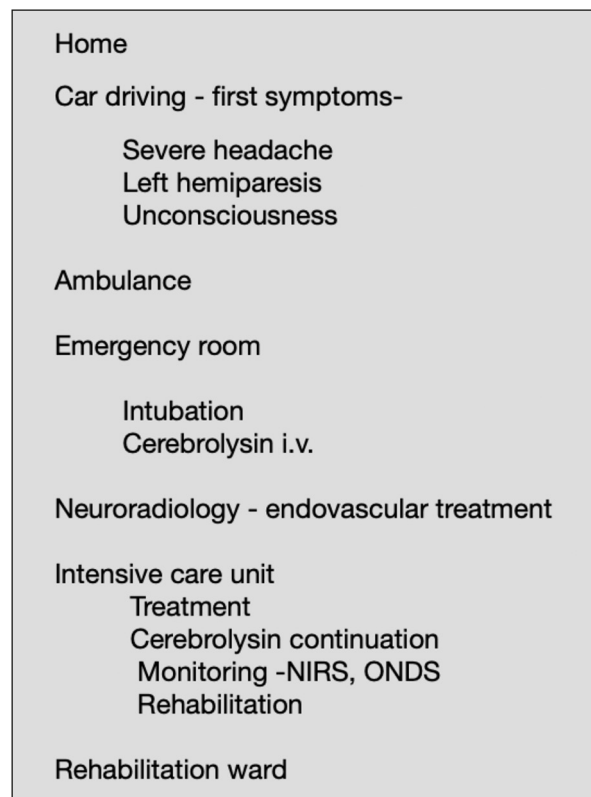 Home
Car driving - first symptoms-
Severe headache
Left hemiparesis
Unconsciousness
Ambulance
Emergency room
Intubation
Cerebrolysin i.v.
Neuroradiology - endovascular treatment
Intensive care unit
Treatment
Cerebrolysin continuation
Monitoring -NIRS, ONDS
Rehabilitation
Rehabilitation ward